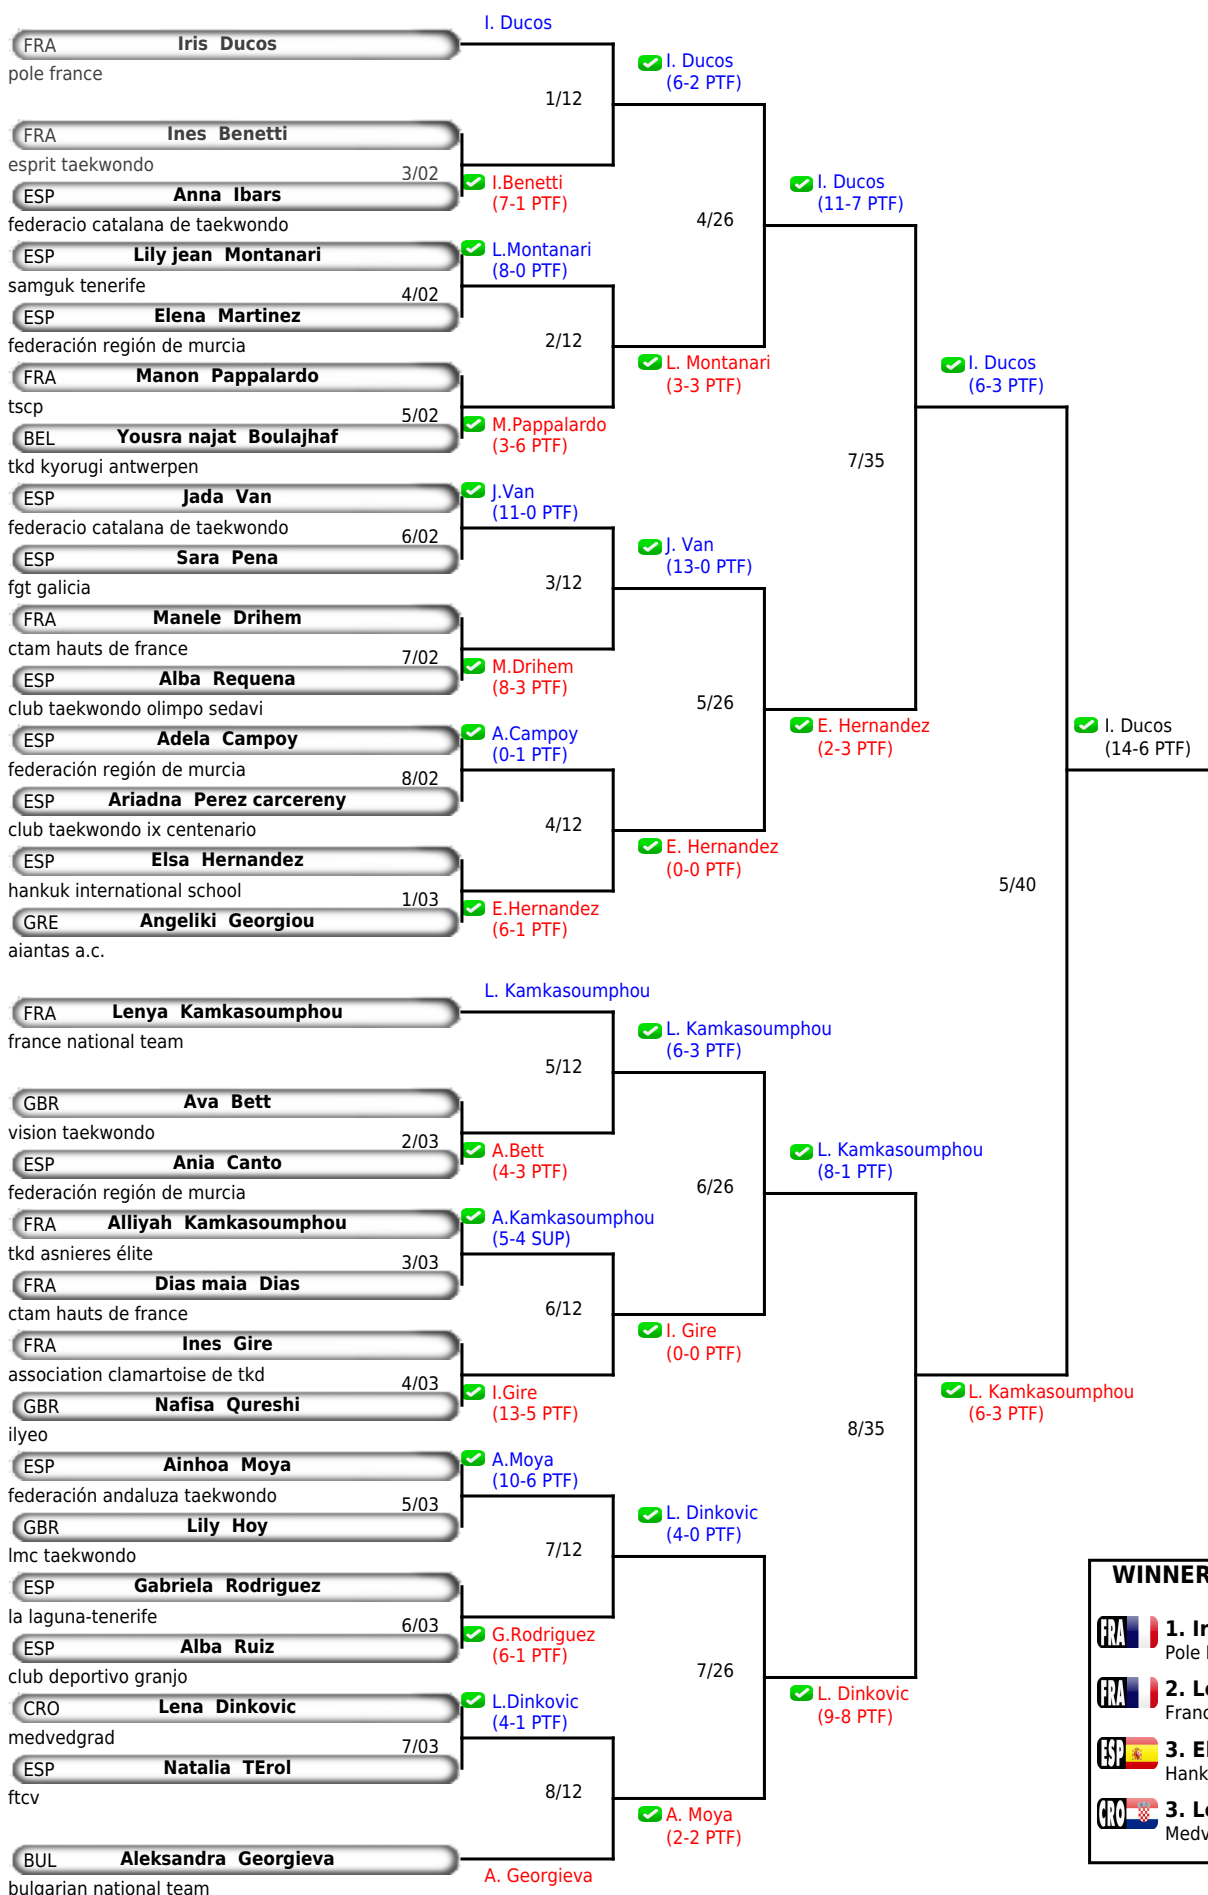 I. Ducos
FRA Iris Ducos
pole france
I. Ducos
(6-2 PTF)
1/12
FRA Ines Benetti
esprit taekwondo
3/02
I.Benetti
(7-1 PTF)
ESP Anna Ibars
federacio catalana de taekwondo
I. Ducos
(11-7 PTF)
4/26
ESP Lily jean Montanari
samguk tenerife
L.Montanari
(8-0 PTF)
4/02
ESP Elena Martinez
federación región de murcia
2/12
L. Montanari
(3-3 PTF)
I. Ducos
(6-3 PTF)
FRA Manon Pappalardo
tscp
5/02
M.Pappalardo
(3-6 PTF)
BEL Yousra najat Boulajhaf
tkd kyorugi antwerpen
7/35
ESP Jada Van
federacio catalana de taekwondo
J.Van
(11-0 PTF)
6/02
ESP Sara Pena
fgt galicia
J. Van
(13-0 PTF)
3/12
FRA Manele Drihem
ctam hauts de france
7/02
M.Drihem
(8-3 PTF)
ESP Alba Requena
club taekwondo olimpo sedavi
5/26
E. Hernandez
(2-3 PTF)
I. Ducos
(14-6 PTF)
ESP Adela Campoy
federación región de murcia
A.Campoy
(0-1 PTF)
8/02
ESP Ariadna Perez carcereny
club taekwondo ix centenario
4/12
E. Hernandez
(0-0 PTF)
ESP Elsa Hernandez
hankuk international school
1/03
E.Hernandez
(6-1 PTF)
5/40
GRE Angeliki Georgiou
aiantas a.c.
L. Kamkasoumphou
FRA Lenya Kamkasoumphou
france national team
L. Kamkasoumphou
(6-3 PTF)
5/12
GBR Ava Bett
vision taekwondo
2/03
A.Bett
(4-3 PTF)
ESP Ania Canto
federación región de murcia
L. Kamkasoumphou
(8-1 PTF)
6/26
FRA Alliyah Kamkasoumphou
tkd asnieres élite
A.Kamkasoumphou
(5-4 SUP)
3/03
FRA Dias maia Dias
ctam hauts de france
6/12
I. Gire
(0-0 PTF)
FRA Ines Gire
association clamartoise de tkd
4/03
I.Gire
(13-5 PTF)
GBR Nafisa Qureshi
ilyeo
L. Kamkasoumphou
(6-3 PTF)
8/35
ESP Ainhoa Moya
federación andaluza taekwondo
A.Moya
(10-6 PTF)
5/03
GBR Lily Hoy
lmc taekwondo
L. Dinkovic
(4-0 PTF)
7/12
ESP Gabriela Rodriguez
la laguna-tenerife
6/03
G.Rodriguez
(6-1 PTF)
ESP Alba Ruiz
club deportivo granjo
7/26
L. Dinkovic
(9-8 PTF)
CRO Lena Dinkovic
medvedgrad
L.Dinkovic
(4-1 PTF)
7/03
ESP Natalia TErol
ftcv
8/12
A. Moya
(2-2 PTF)
BUL Aleksandra Georgieva
bulgarian national team
A. Georgieva
WINNER
FRA 1. Ir
Pole
FRA 2. Le
Franc
ESP 3. El
Hank
CRO 3. Le
Medv